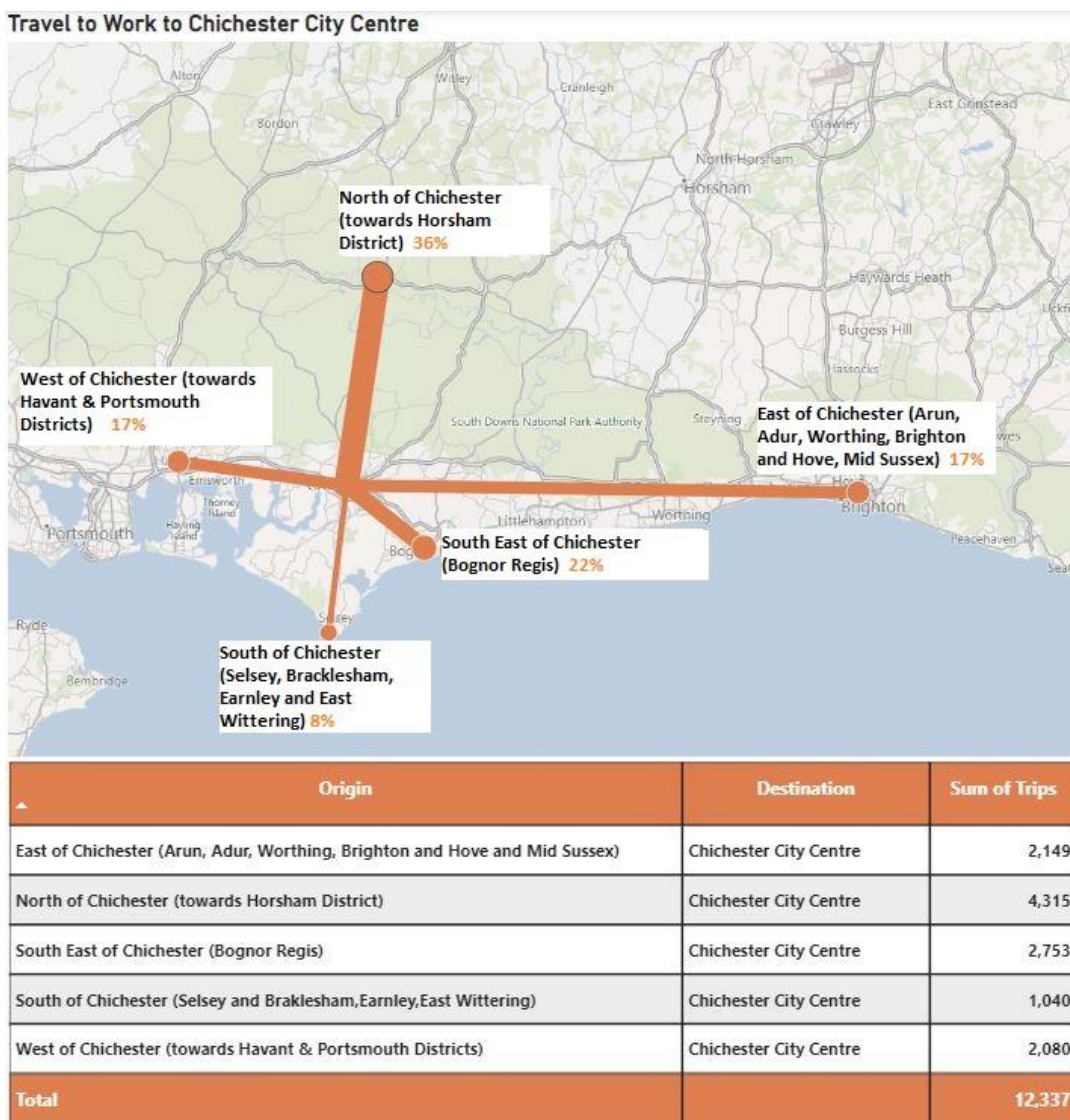 Travel to Work to Chichester City Centre
Alton
Witley
Cranleigh
East Grinstead
Bordon
Crawley
North Horsham
Horsham
North of Chichester
(towards Horsham
District) 36%
Haywards Heath
Burgess Hill
Hassocks
West of Chichester (towards
Havant & Portsmouth
Districts) 17%
South Downs National Park Authority
Steyning
East of Chichester (Arun,
Adur, Worthing, Brighton
and Hove, Mid Sussex) 17%
Emsworth
Thorney
Island
Hayling
Island
Portsmouth
Littlehampton
Worthing
Brighton
Peacehaven
South East of Chichester
(Bognor Regis) 22%
Selsey
Ryde
Bembridge
South of Chichester
(Selsey, Bracklesham,
Earnley and East
Wittering) 8%
Origin Destination Sum of Trips
East of Chichester (Arun, Adur, Worthing, Brighton and Hove and Mid Sussex) Chichester City Centre 2,149
North of Chichester (towards Horsham District) Chichester City Centre 4,315
South East of Chichester (Bognor Regis) Chichester City Centre 2,753
South of Chichester (Selsey and Braklesham,Earnley,East Wittering) Chichester City Centre 1,040
West of Chichester (towards Havant & Portsmouth Districts) Chichester City Centre 2,080
Total 12,337